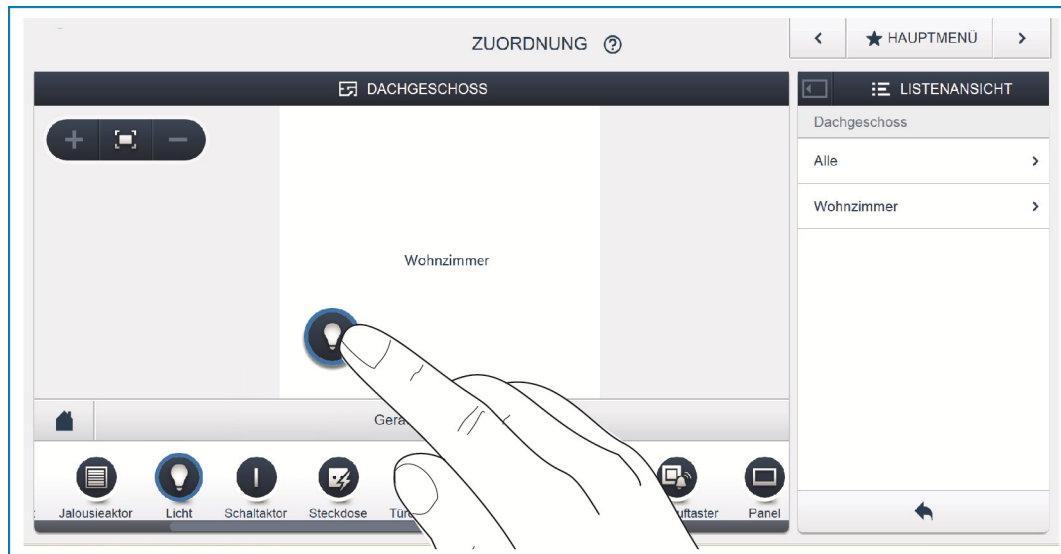 ZUORDNUNG ?
HAUPTMENÜ
DACHGESCHOSS
LISTENANSICHT
Dachgeschoss
Alle
Wohnzimmer
Wohnzimmer
Jalousieaktor
Licht
Schaltaktor
Steckdose
Panel